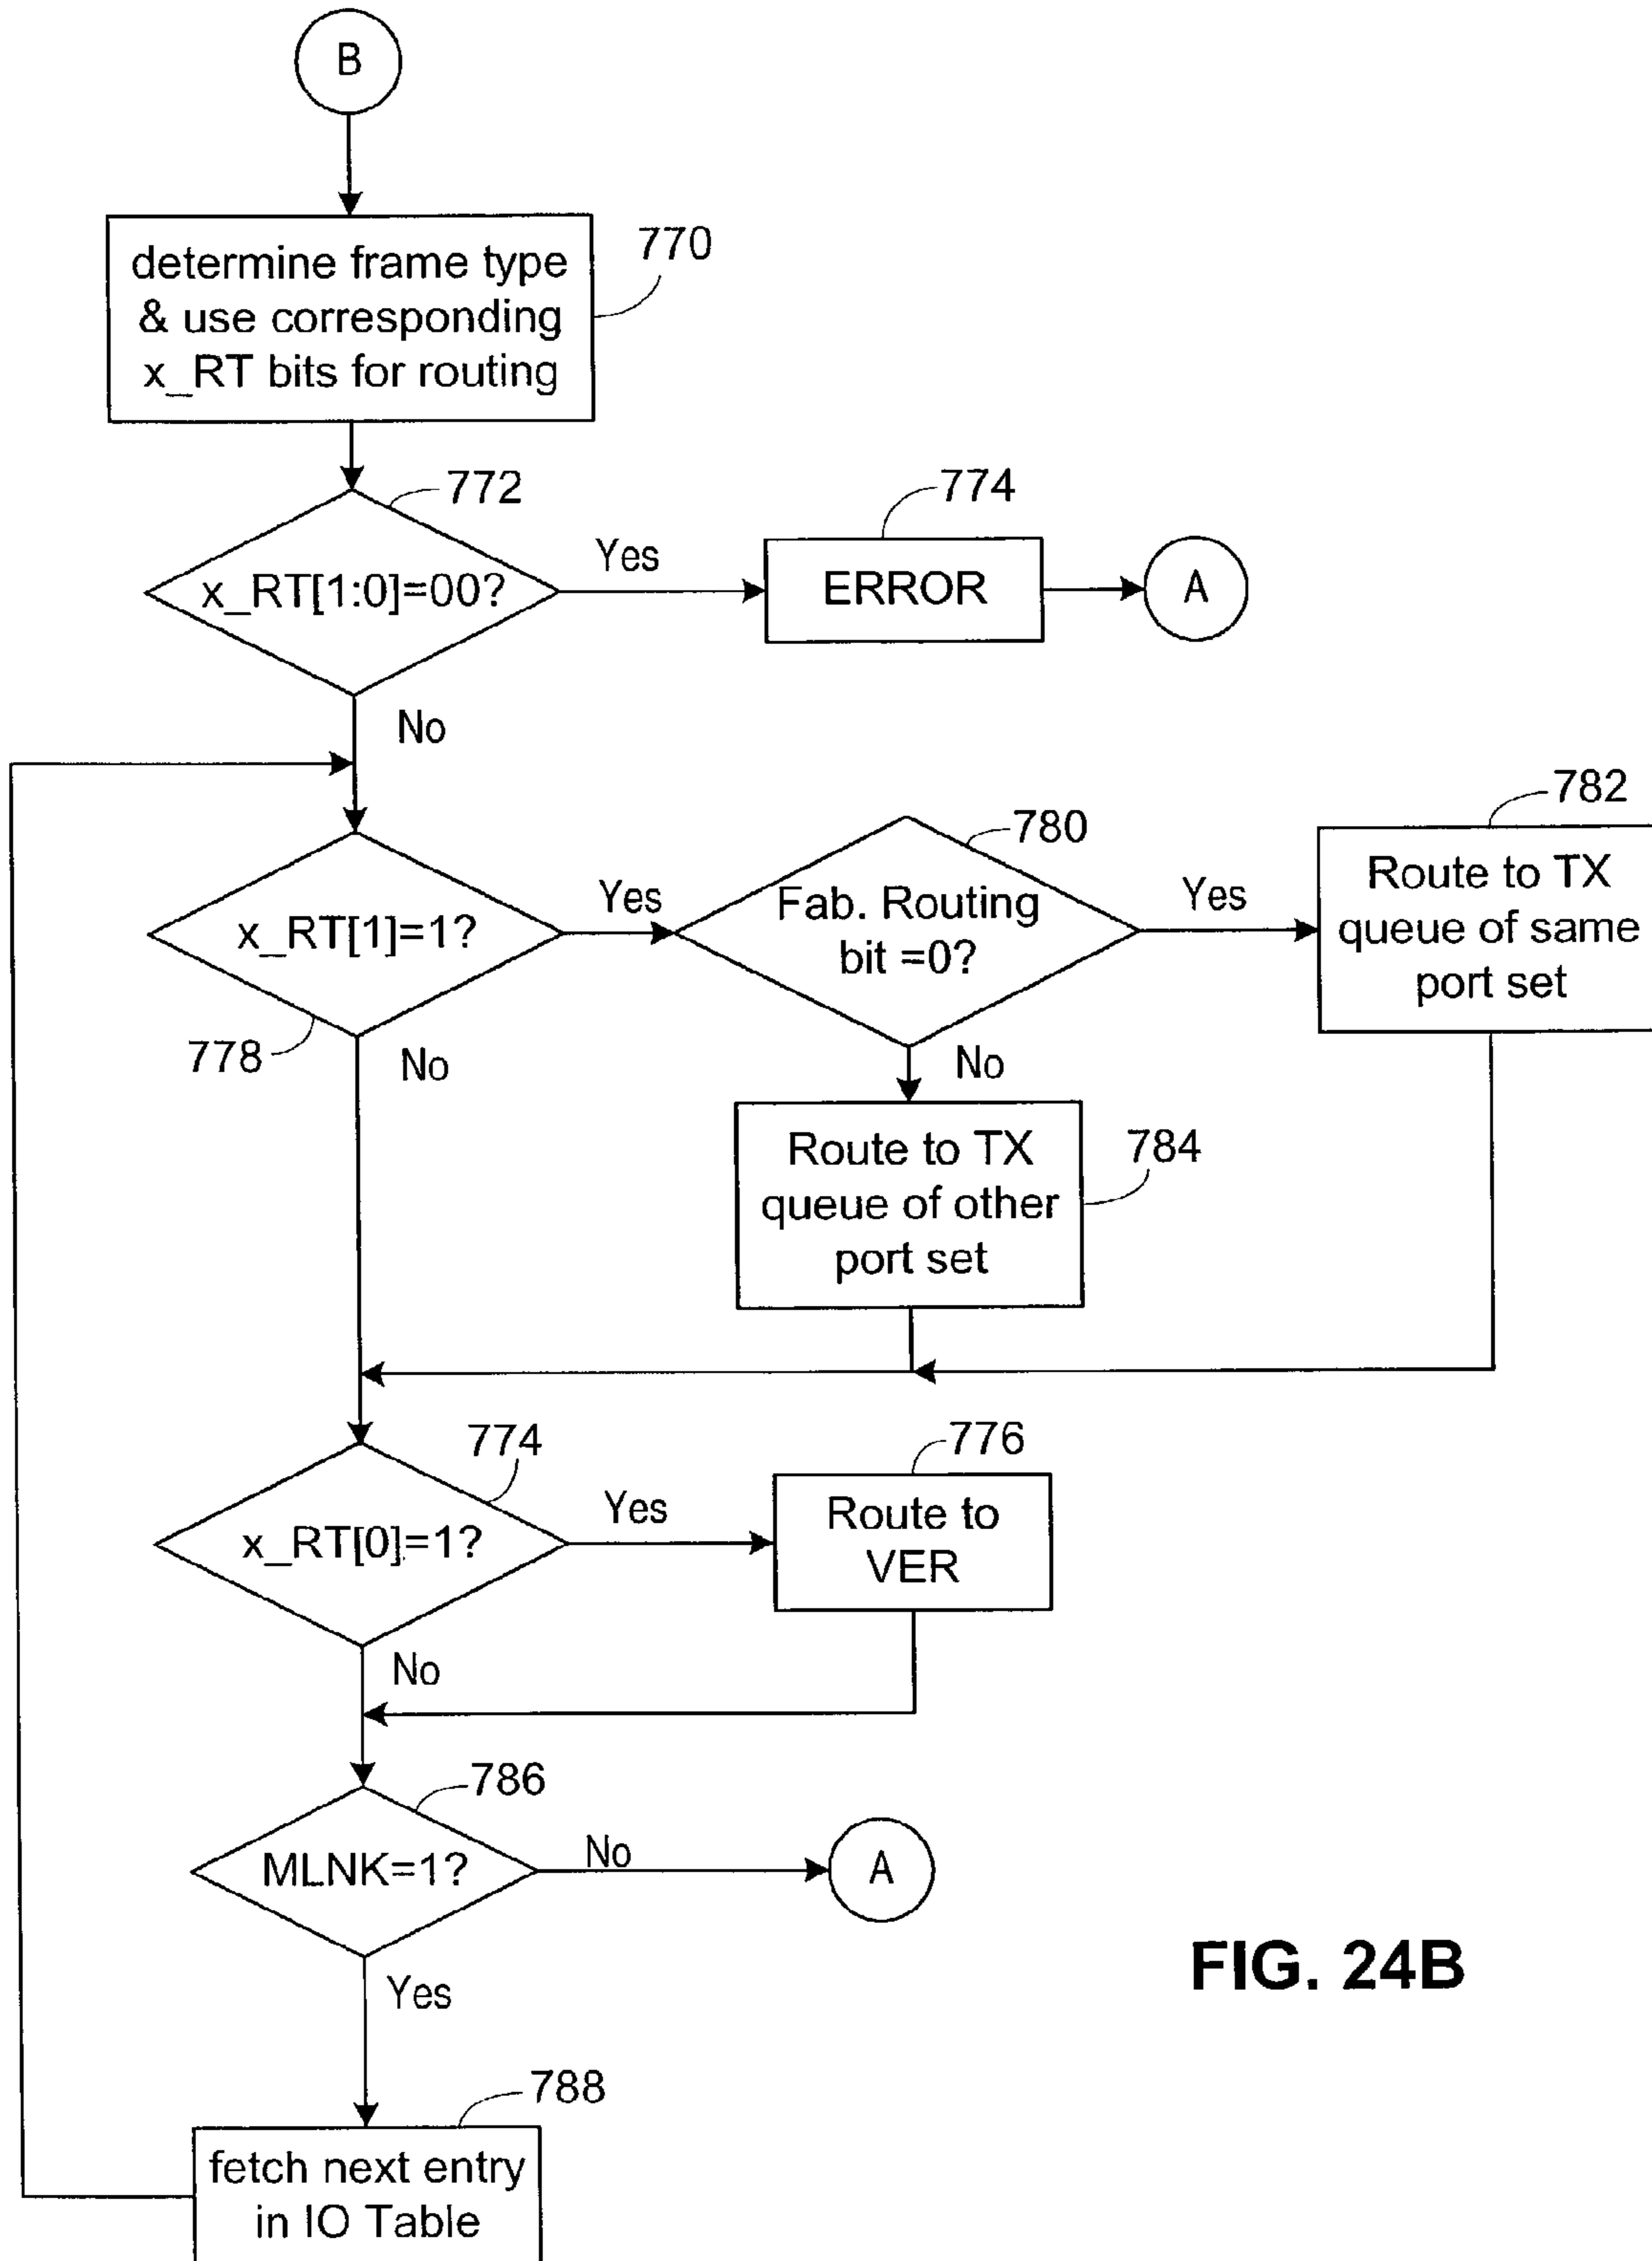 B
determine frame type
& use corresponding
x_RT bits for routing
770
772
x_RT[1:0]=00?
Yes
774
ERROR
A
No
778
x_RT[1]=1?
Yes
780
Fab. Routing
bit =0?
Yes
782
Route to TX
queue of same
port set
No
No
Route to TX
queue of other
port set
784
774
x_RT[0]=1?
Yes
776
Route to
VER
No
786
MLNK=1?
No
A
Yes
788
fetch next entry
in IO Table
FIG. 24B